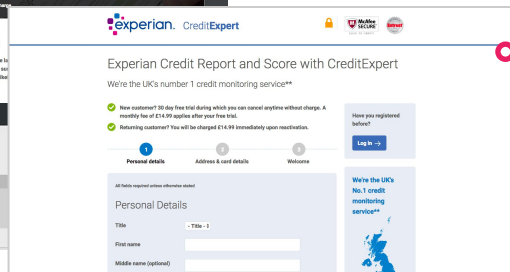 experian. CreditExpert
McAfee
SECURE
Entrust
Experian Credit Report and Score with CreditExpert
We're the UK's number 1 credit monitoring service**
New customer? 30 day free trial during which you can cancel anytime without charge. A
monthly fee of £14.99 applies after your free trial.
Returning customer? You will be charged £14.99 immediately upon reactivation.
Have you registered
before?
Log in →
1
2
3
Personal details
Address & card details
Welcome
All fields required unless otherwise stated
Personal Details
Title
- Title -
First name
Middle name (optional)
We're the UK's
No.1 credit
monitoring
service**